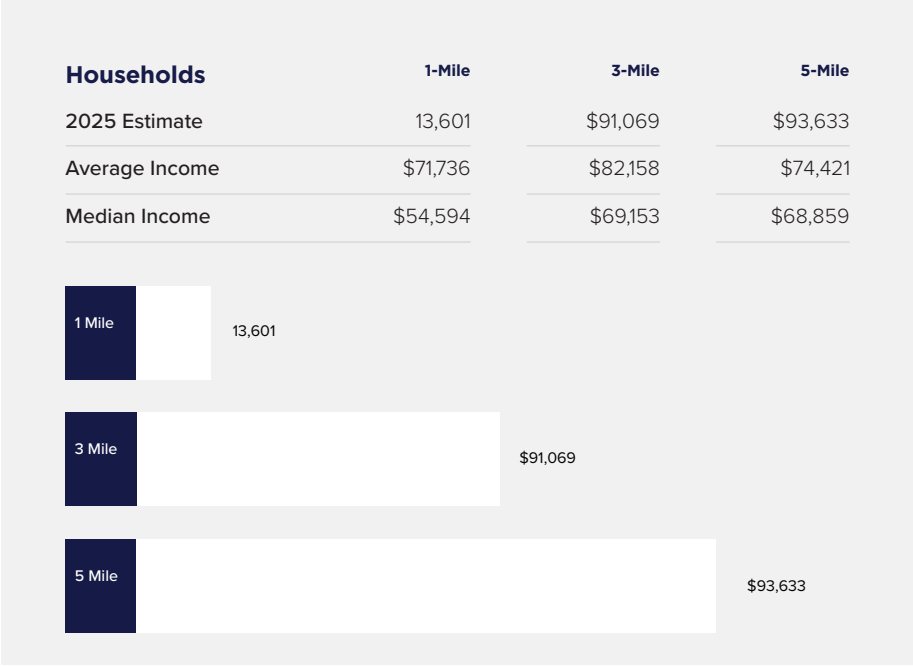 Households 1-Mile 3-Mile 5-Mile
2025 Estimate 13,601 $91,069 $93,633
Average Income $71,736 $82,158 $74,421
Median Income $54,594 $69,153 $68,859
1 Mile 13,601
3 Mile $91,069
5 Mile $93,633